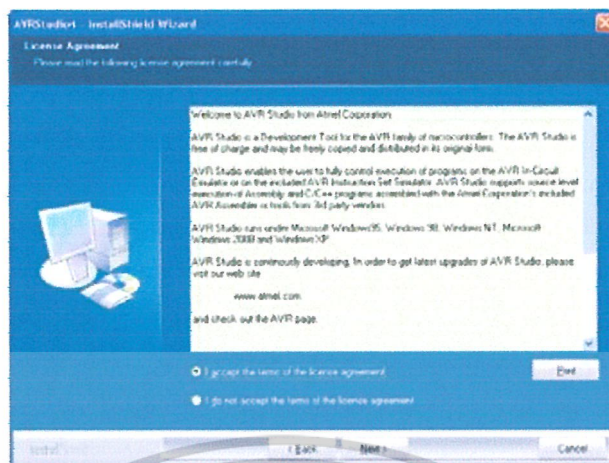 AVRStudio4 - InstallShield Wizard
License Agreement
Please read the following license agreement carefully.
Welcome to AVR Studio from Atmel Corporation
AVR Studio is a Development Tool for the AVR family of microcontrollers. The AVR Studio is
free of charge and may be freely copied and distributed in its original form.
AVR Studio enables the user to fully control execution of programs on the AVR In-Circuit
Emulator or on the included AVR Instruction Set Simulator. AVR Studio supports source level
execution of Assembly and C/C++ programs assembled with the Atmel Corporation's included
AVR Assembler or tools from 3rd party vendors.
AVR Studio runs under Microsoft Windows95, Windows 98, Windows NT, Microsoft
Windows 2000 and Windows XP
AVR Studio is continously developing. In order to get latest upgrades of AVR Studio, please
visit our web site
www.atmel.com
and check out the AVR page.
I accept the terms of the license agreement
Print
I do not accept the terms of the license agreement
< Back
Next >
Cancel